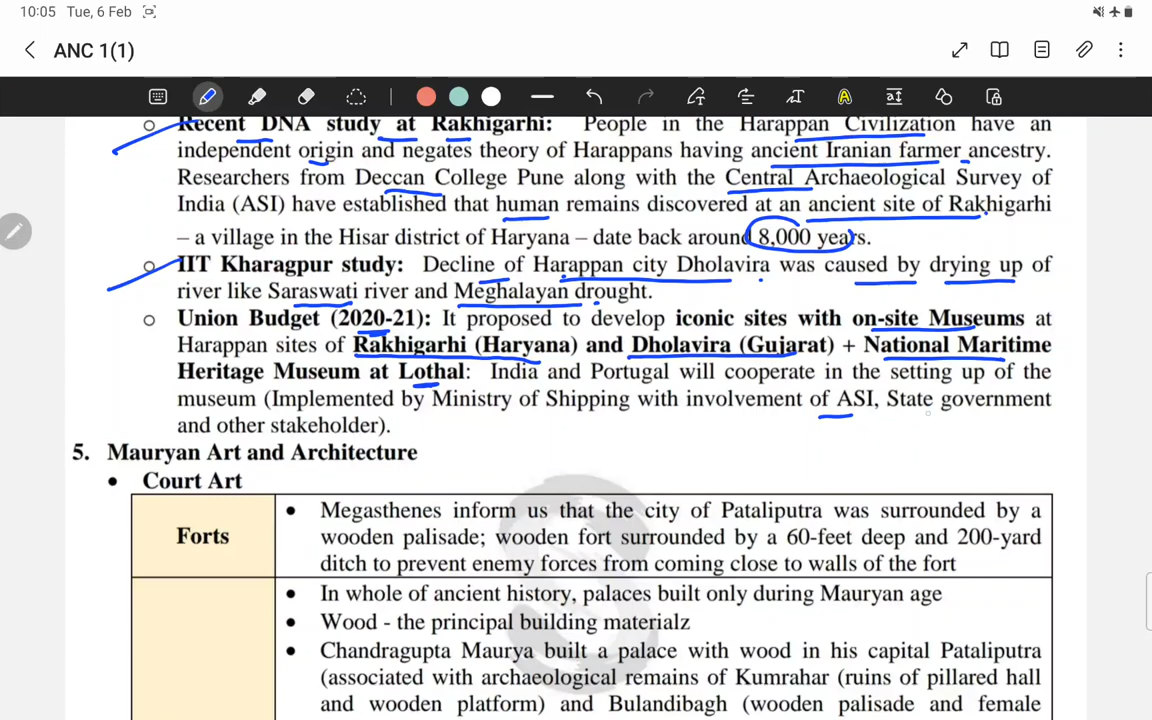 10:05 Tue, 6 Feb
ANC 1(1)
Recent DNA study at Rakhigarhi: People in the Harappan Civilization have an
independent origin and negates theory of Harappans having ancient Iranian farmer ancestry.
Researchers from Deccan College Pune along with the Central Archaeological Survey of
India (ASI) have established that human remains discovered at an ancient site of Rakhigarhi
– a village in the Hisar district of Haryana – date back around 8,000 years.
IIT Kharagpur study: Decline of Harappan city Dholavira was caused by drying up of
river like Saraswati river and Meghalayan drought.
Union Budget (2020-21): It proposed to develop iconic sites with on-site Museums at
Harappan sites of Rakhigarhi (Haryana) and Dholavira (Gujarat) + National Maritime
Heritage Museum at Lothal: India and Portugal will cooperate in the setting up of the
museum (Implemented by Ministry of Shipping with involvement of ASI, State government
and other stakeholder).
5. Mauryan Art and Architecture
• Court Art
Forts
• Megasthenes inform us that the city of Pataliputra was surrounded by a
wooden palisade; wooden fort surrounded by a 60-feet deep and 200-yard
ditch to prevent enemy forces from coming close to walls of the fort
• In whole of ancient history, palaces built only during Mauryan age
• Wood - the principal building materialz
• Chandragupta Maurya built a palace with wood in his capital Pataliputra
(associated with archaeological remains of Kumrahar (ruins of pillared hall
and wooden platform) and Bulandibagh (wooden palisade and female